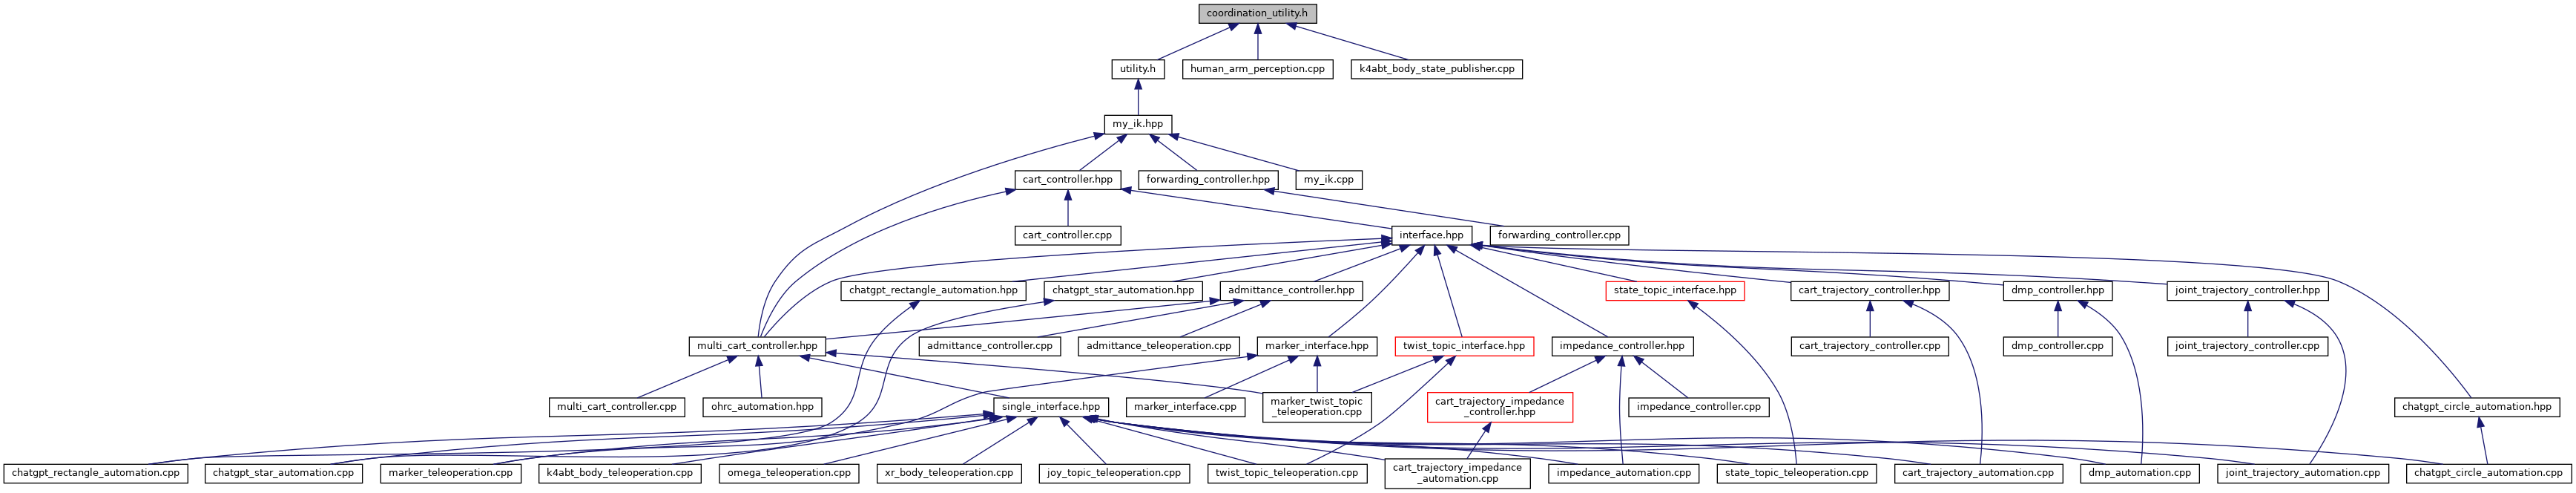 coordination_utility.h
utility.h
human_arm_perception.cpp
k4abt_body_state_publisher.cpp
my_ik.hpp
cart_controller.hpp
forwarding_controller.hpp
my_ik.cpp
cart_controller.cpp
interface.hpp
forwarding_controller.cpp
chatgpt_rectangle_automation.hpp
chatgpt_star_automation.hpp
admittance_controller.hpp
state_topic_interface.hpp
cart_trajectory_controller.hpp
dmp_controller.hpp
joint_trajectory_controller.hpp
multi_cart_controller.hpp
admittance_controller.cpp
admittance_teleoperation.cpp
marker_interface.hpp
twist_topic_interface.hpp
impedance_controller.hpp
cart_trajectory_controller.cpp
dmp_controller.cpp
joint_trajectory_controller.cpp
multi_cart_controller.cpp
ohrc_automation.hpp
single_interface.hpp
marker_interface.cpp
marker_twist_topic
_teleoperation.cpp
cart_trajectory_impedance
_controller.hpp
impedance_controller.cpp
chatgpt_circle_automation.hpp
chatgpt_rectangle_automation.cpp
chatgpt_star_automation.cpp
marker_teleoperation.cpp
k4abt_body_teleoperation.cpp
omega_teleoperation.cpp
xr_body_teleoperation.cpp
joy_topic_teleoperation.cpp
twist_topic_teleoperation.cpp
cart_trajectory_impedance
_automation.cpp
impedance_automation.cpp
state_topic_teleoperation.cpp
cart_trajectory_automation.cpp
dmp_automation.cpp
joint_trajectory_automation.cpp
chatgpt_circle_automation.cpp